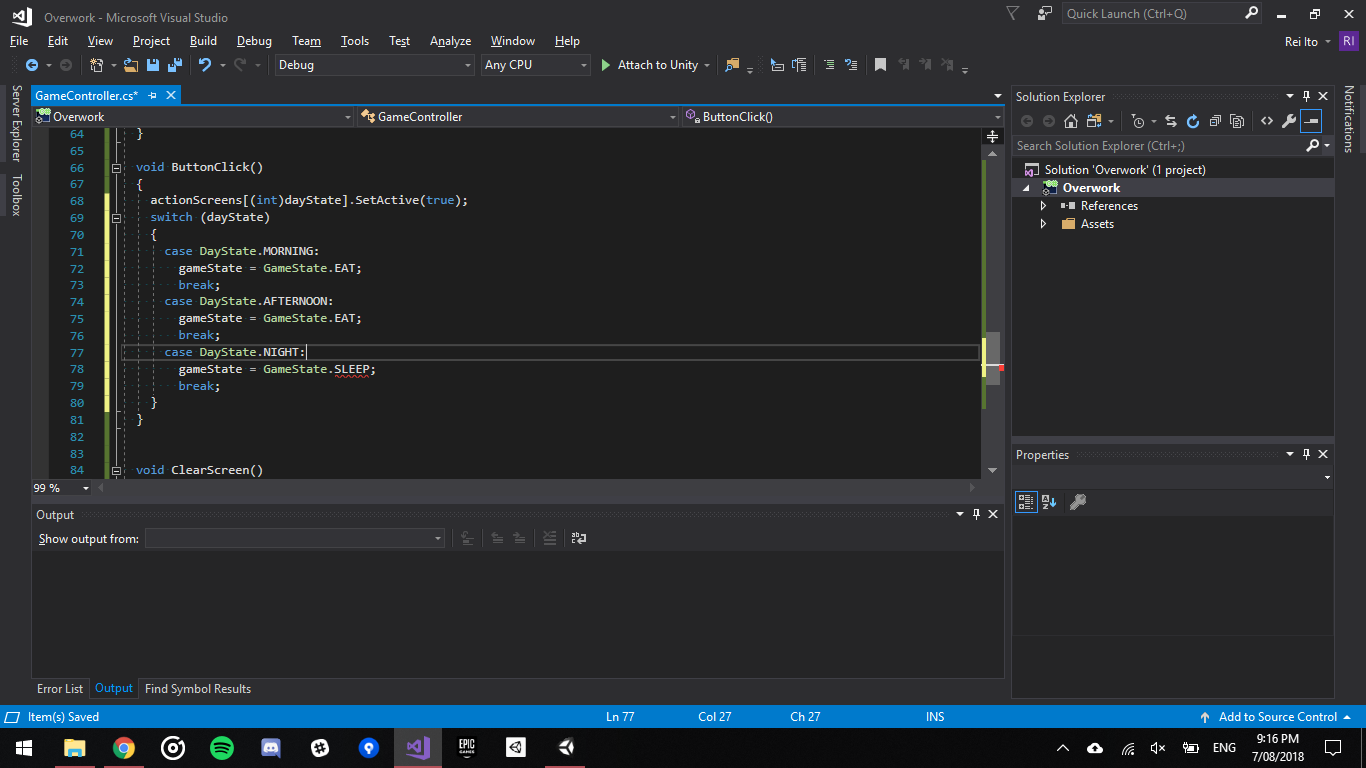 Overwork - Microsoft Visual Studio
Quick Launch (Ctrl+Q)
File Edit View Project Build Debug Team Tools Test Analyze Window Help
Rei Ito RI
Debug Any CPU Attach to Unity
Server Explorer
Toolbox
GameController.cs*
Overwork GameController ButtonClick()
64 }
65
66 void ButtonClick()
67 {
68 actionScreens[(int)dayState].SetActive(true);
69 switch (dayState)
70 {
71 case DayState.MORNING:
72 gameState = GameState.EAT;
73 break;
74 case DayState.AFTERNOON:
75 gameState = GameState.EAT;
76 break;
77 case DayState.NIGHT:
78 gameState = GameState.SLEEP;
79 break;
80 }
81 }
82
83
84 void ClearScreen()
99 %
Output
Show output from:
Error List Output Find Symbol Results
Solution Explorer
Search Solution Explorer (Ctrl+;)
Solution 'Overwork' (1 project)
Overwork
References
Assets
Properties
Notifications
Item(s) Saved Ln 77 Col 27 Ch 27 INS Add to Source Control
EPIC GAMES
ENG
9:16 PM
7/08/2018